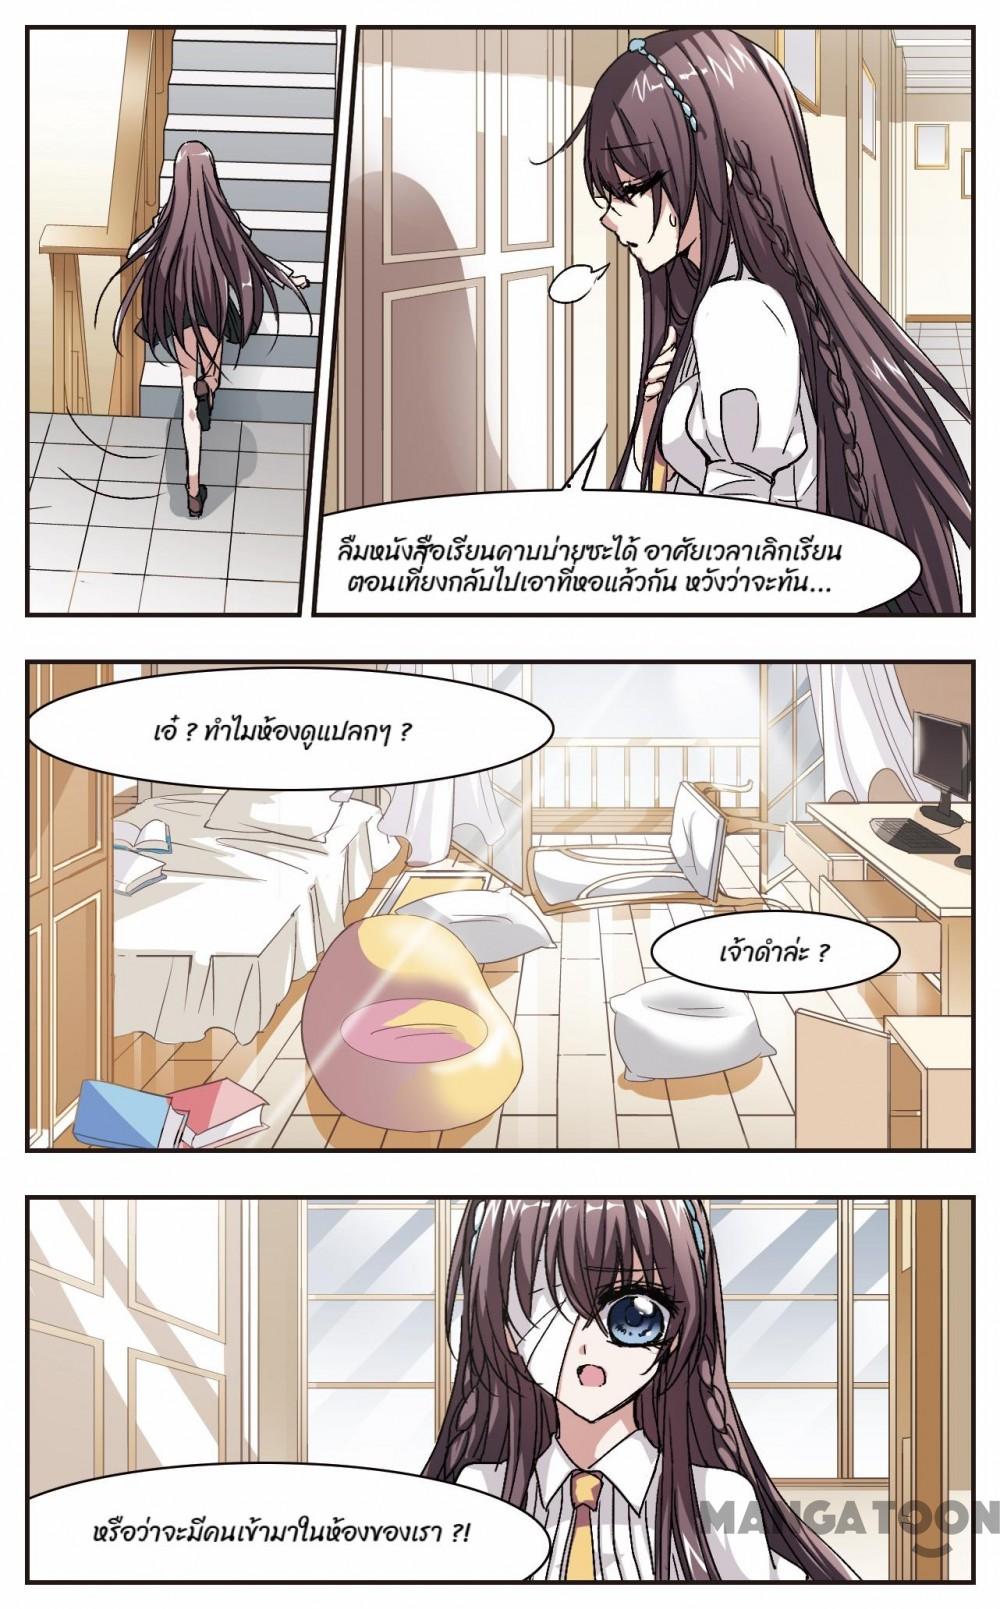 ลืมหนังสือเรียนคาบบ่ายซะได้ อาศัยเวลาเลิกเรียน
ตอนเที่ยงกลับไปเอาที่หอแล้วกัน หวังว่าจะทัน...
เอ๋ ? ทำไมห้องดูแปลกๆ ?
เจ้าดำล่ะ ?
หรือว่าจะมีคนเข้ามาในห้องของเรา ?!
MANGATOON